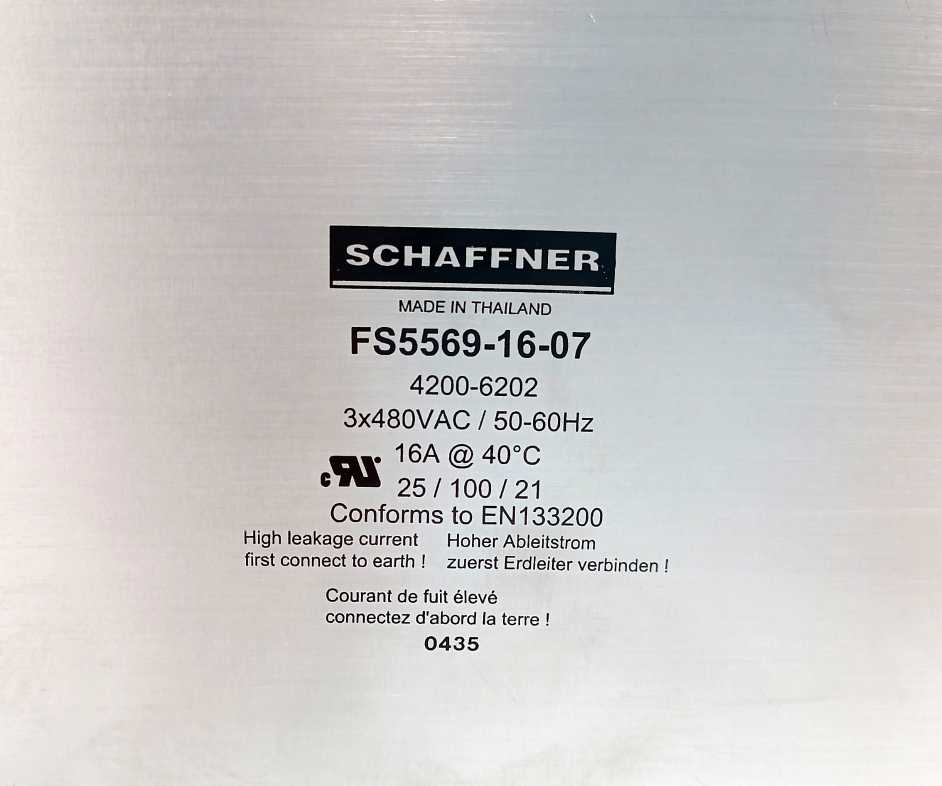 SCHAFFNER
MADE IN THAILAND
FS5569-16-07
4200-6202
3x480VAC / 50-60Hz
16A @ 40°C
cRU
25 / 100 / 21
Conforms to EN133200
High leakage current
first connect to earth !
Hoher Ableitstrom
zuerst Erdleiter verbinden !
Courant de fuit élevé
connectez d'abord la terre !
0435